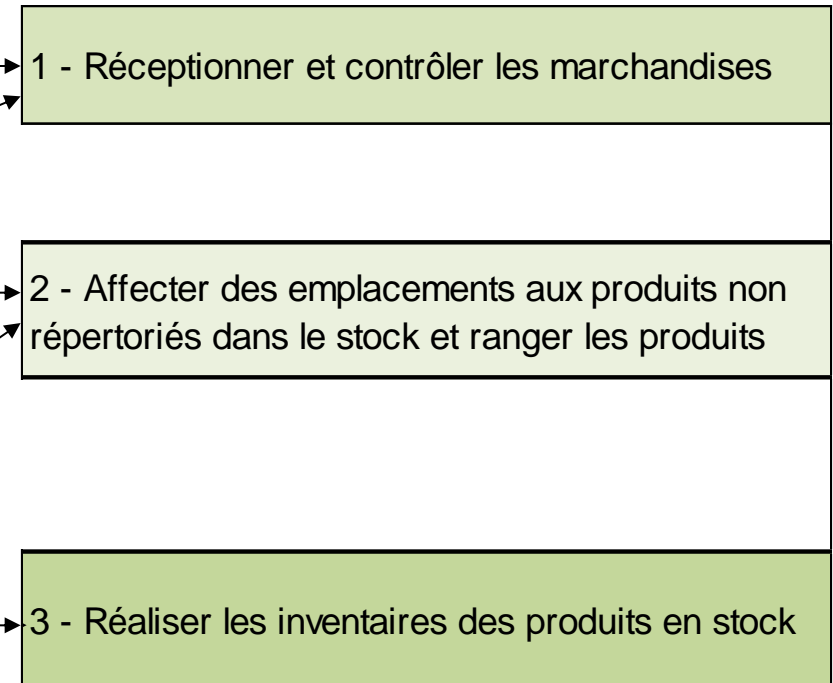 1 - Réceptionner et contrôler les marchandises
2 - Affecter des emplacements aux produits non
répertoriés dans le stock et ranger les produits
3 - Réaliser les inventaires des produits en stock